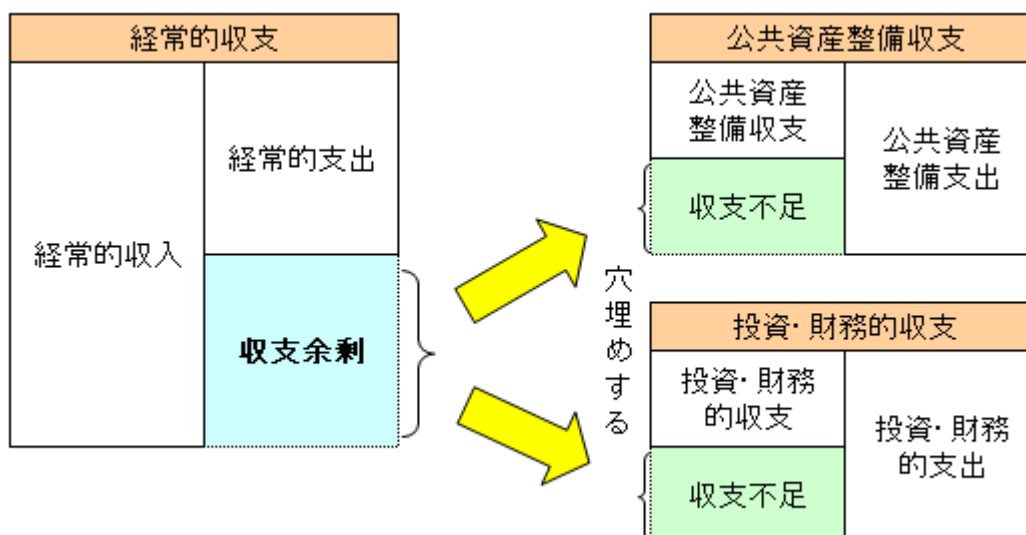 経常的収支
経常的収入
経常的支出
収支余剰
穴埋めする
公共資産整備収支
公共資産
整備収支
収支不足
公共資産
整備支出
投資・財務的収支
投資・財務
的収支
収支不足
投資・財務
的支出